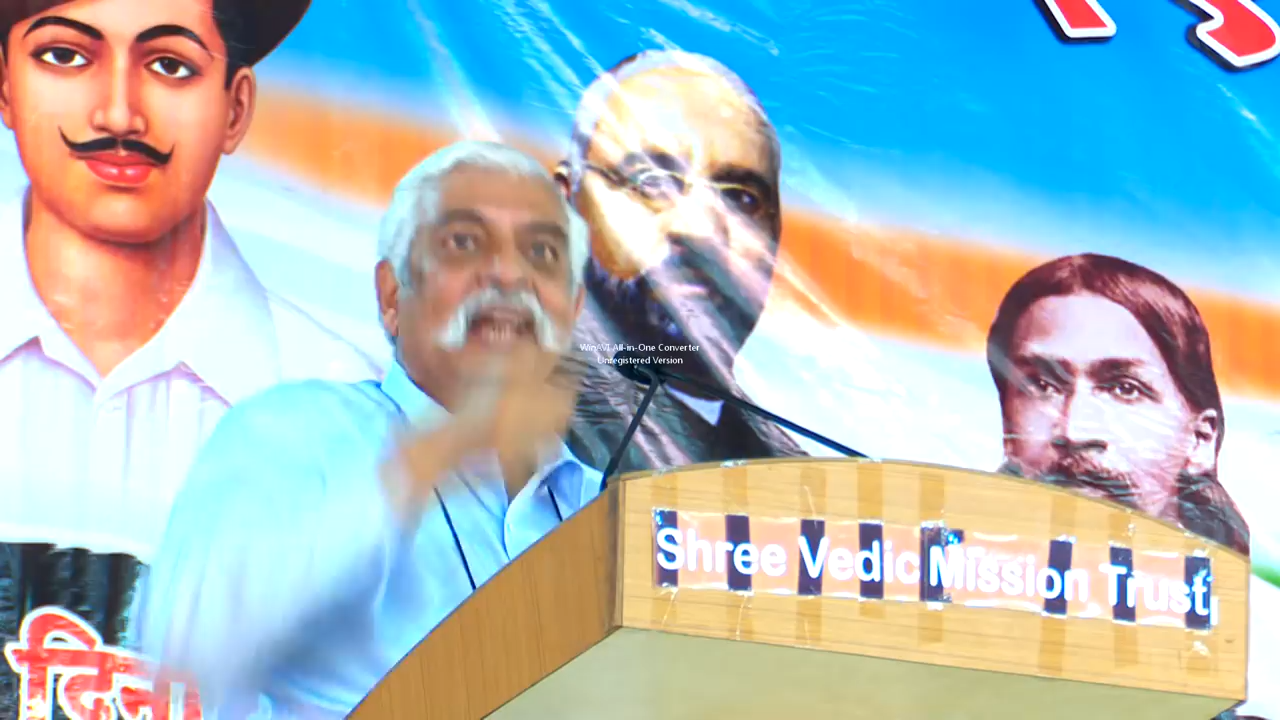 WinAVI All-in-One Converter
Unregistered Version
Shree Vedic Mission Trust